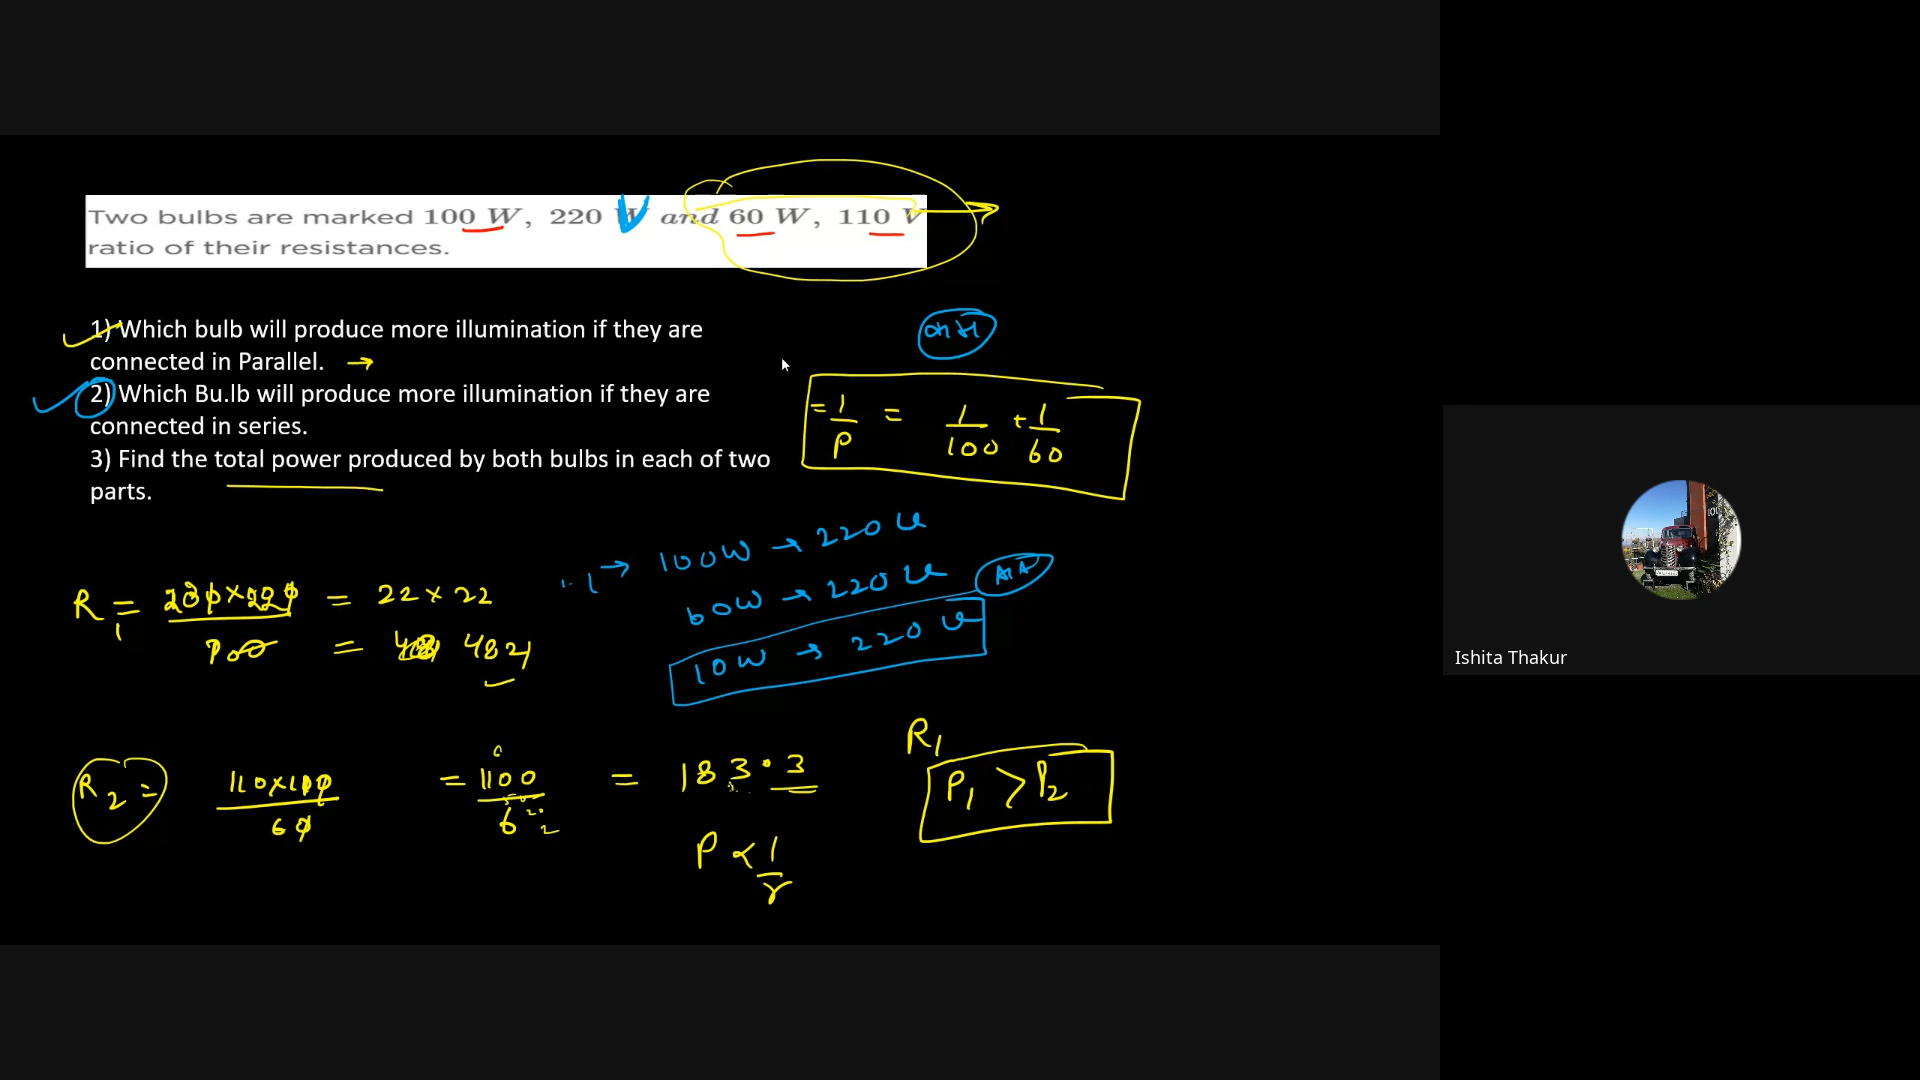 Two bulbs are marked 100 W, 220 V and 60 W, 110 V
ratio of their resistances.
1) Which bulb will produce more illumination if they are
connected in Parallel. →
2) Which Bu.lb will produce more illumination if they are
connected in series.
3) Find the total power produced by both bulbs in each of two
parts.
= 1/P = 1/100 + 1/60
→ 100W → 220 V
60W → 220 V
10W → 220 V
R1 = 220×220 = 22 × 22
100 = 484
R1
R2 = 110×110/60 = 1100/6 = 183.3
P1 > P2
P ∝ 1/r
Ishita Thakur